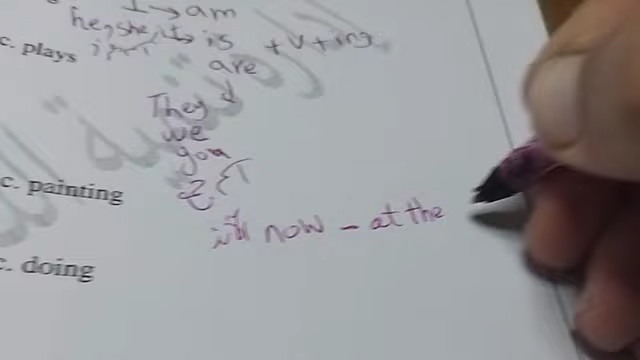 I → am
he, she, it → is + V + ing
c. plays
are
They
we
you
c. painting
now - at the
c. doing